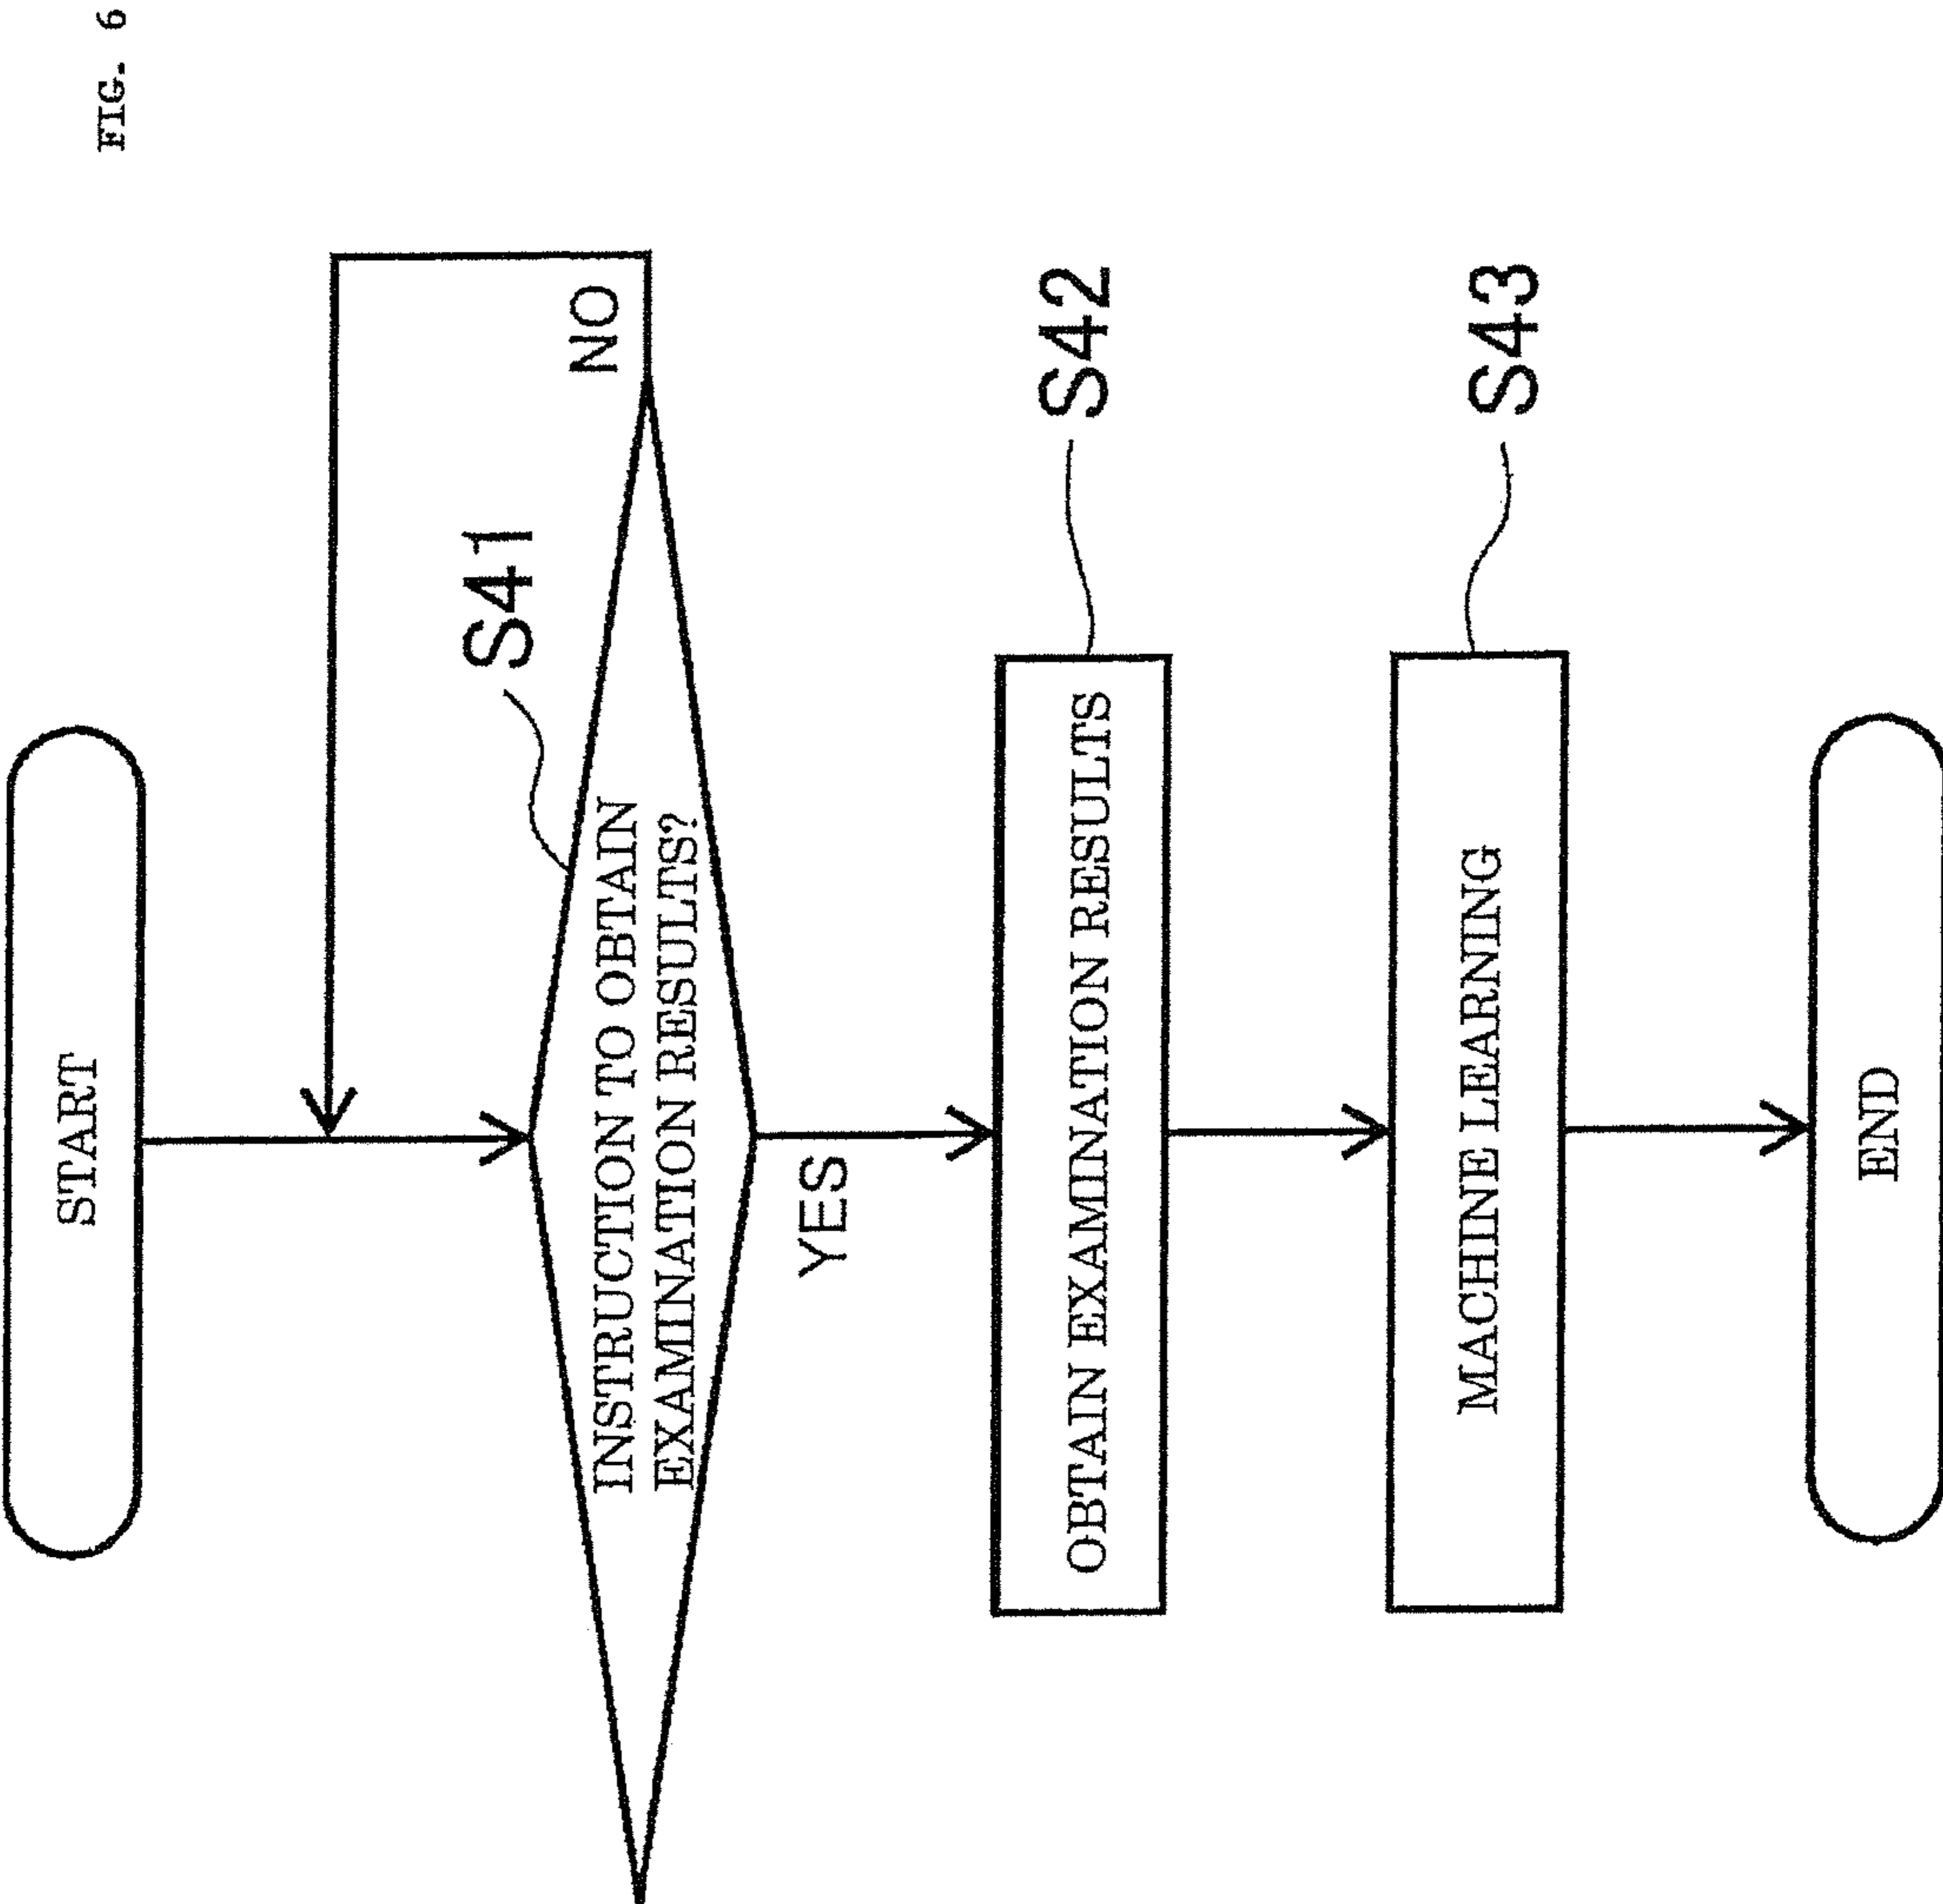 FIG. 6
START
S41
INSTRUCTION TO OBTAIN
EXAMINATION RESULTS?
NO
YES
S42
OBTAIN EXAMINATION RESULTS
S43
MACHINE LEARNING
END